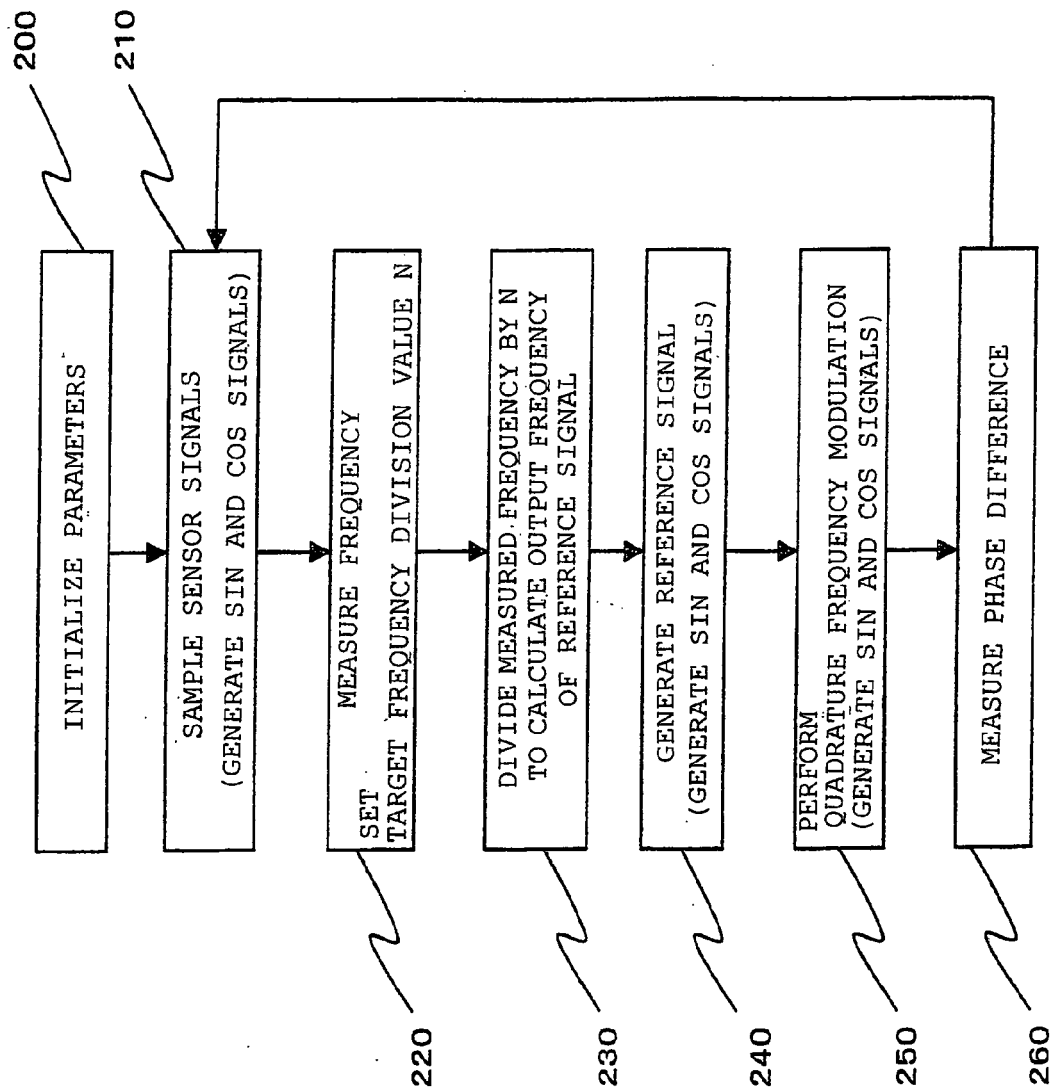 200
INITIALIZE PARAMETERS
210
SAMPLE SENSOR SIGNALS
(GENERATE SIN AND COS SIGNALS)
220
MEASURE FREQUENCY
SET
TARGET FREQUENCY DIVISION VALUE N
230
DIVIDE MEASURED FREQUENCY BY N
TO CALCULATE OUTPUT FREQUENCY
OF REFERENCE SIGNAL
240
GENERATE REFERENCE SIGNAL
(GENERATE SIN AND COS SIGNALS)
250
PERFORM
QUADRATURE FREQUENCY MODULATION
(GENERATE SIN AND COS SIGNALS)
260
MEASURE PHASE DIFFERENCE